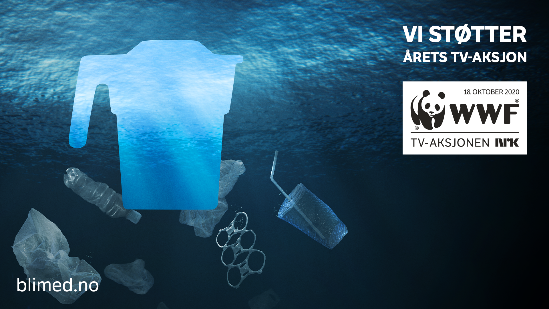 VI STØTTER
ÅRETS TV-AKSJON
18. OKTOBER 2020
WWF®
TV-AKSJONEN NRK
blimed.no